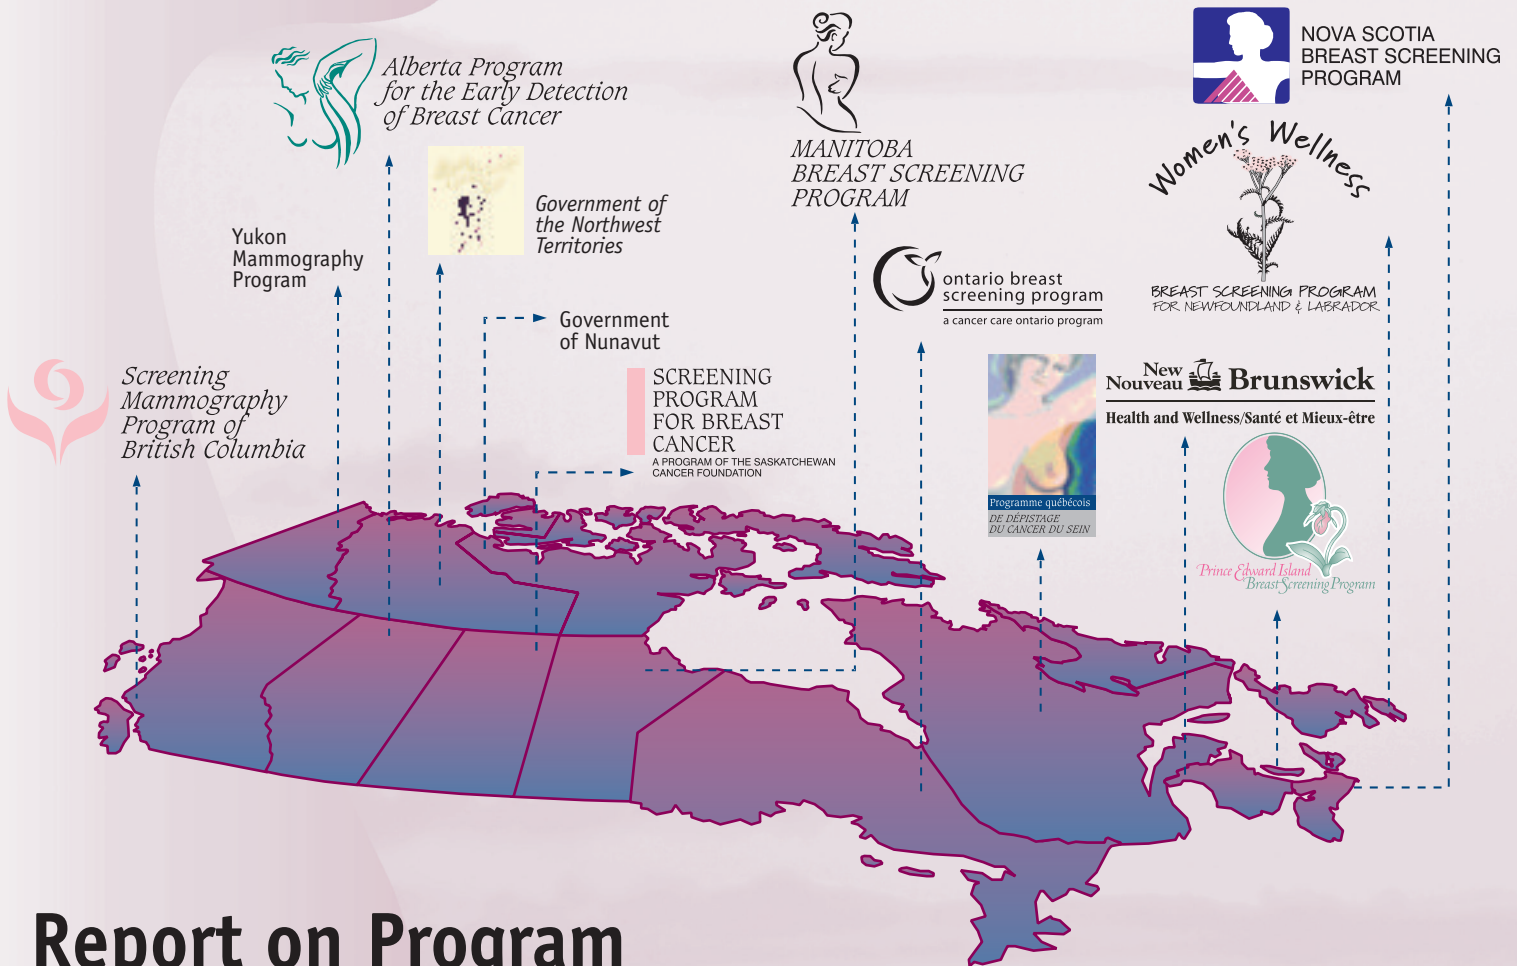 NOVA SCOTIA
BREAST SCREENING
PROGRAM
Alberta Program
for the Early Detection
of Breast Cancer
MANITOBA
BREAST SCREENING
PROGRAM
Women's Wellness
BREAST SCREENING PROGRAM
FOR NEWFOUNDLAND & LABRADOR
Government of
the Northwest
Territories
Yukon
Mammography
Program
ontario breast
screening program
a cancer care ontario program
Government
of Nunavut
Screening
Mammography
Program of
British Columbia
SCREENING
PROGRAM
FOR BREAST
CANCER
A PROGRAM OF THE SASKATCHEWAN
CANCER FOUNDATION
New
Nouveau
Brunswick
Health and Wellness/Santé et Mieux-être
Programme québécois
DE DÉPISTAGE
DU CANCER DU SEIN
Prince Edward Island
Breast Screening Program
Report on Program